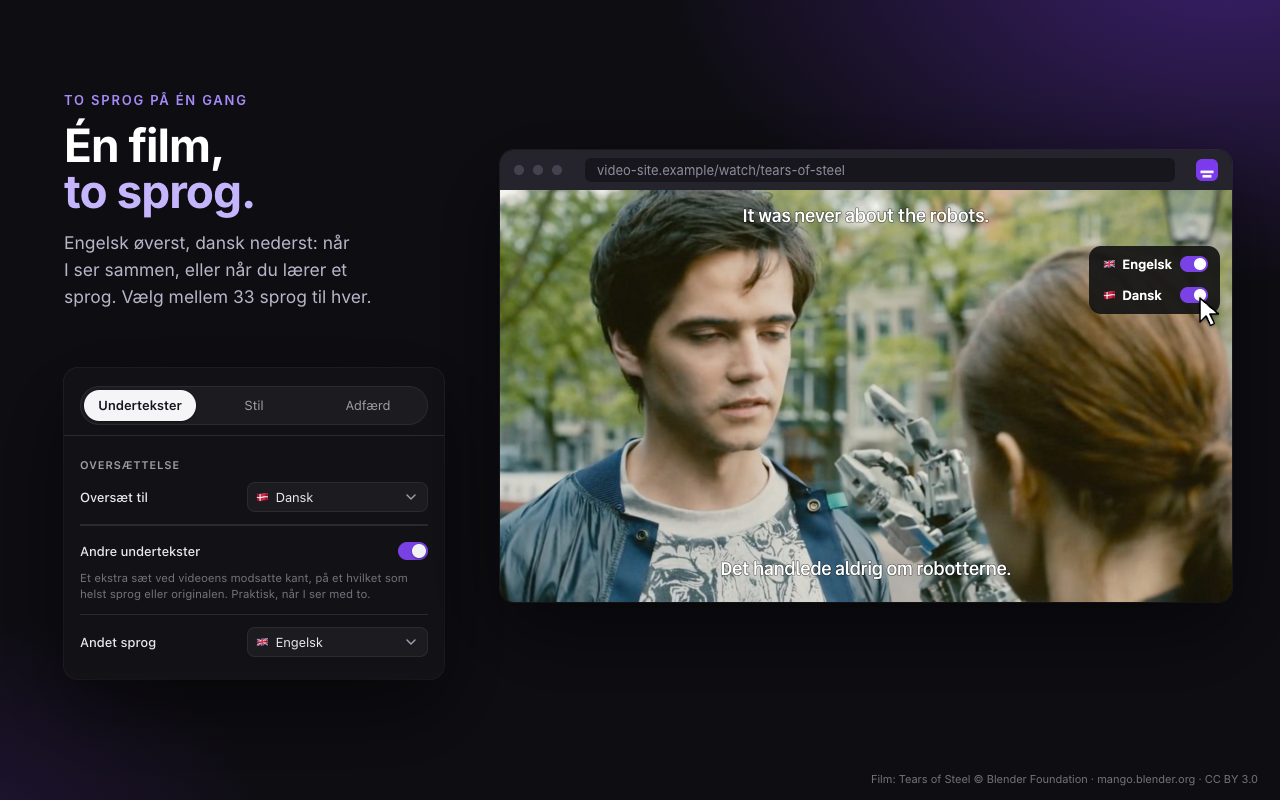 TO SPROG PÅ ÉN GANG
Én film,
to sprog.
Engelsk øverst, dansk nederst: når
I ser sammen, eller når du lærer et
sprog. Vælg mellem 33 sprog til hver.
Undertekster Stil Adfærd
OVERSÆTTELSE
Oversæt til Dansk
Andre undertekster
Et ekstra sæt ved videoens modsatte kant, på et hvilket som
helst sprog eller originalen. Praktisk, når I ser med to.
Andet sprog Engelsk
video-site.example/watch/tears-of-steel
It was never about the robots.
Engelsk
Dansk
Det handlede aldrig om robotterne.
Film: Tears of Steel © Blender Foundation · mango.blender.org · CC BY 3.0